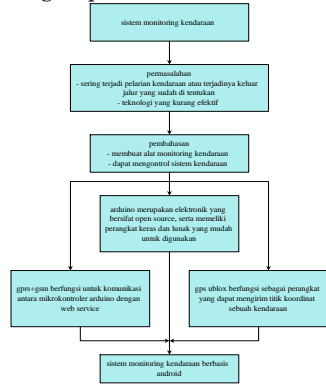 sistem monitoring kendaraan
permasalahan
- sering terjadi pelarian kendaraan atau terjadinya keluar
jalur yang sudah di tentukan
- teknologi yang kurang efektif
pembahasan
- membuat alat monitoring kendaraan
- dapat mengontrol sistem kendaraan
arduino merupakan elektronik yang
bersifat open source, serta memeliki
perangkat keras dan lunak yang mudah
untuk digunakan
gprs+gsm berfungsi untuk komunikasi
antara mikrokontroler arduino dengan
web service
gps ublox berfungsi sebagai perangkat
yang dapat mengirim titik koordinat
sebuah kendaraan
sistem monitoring kendaraan berbasis
android